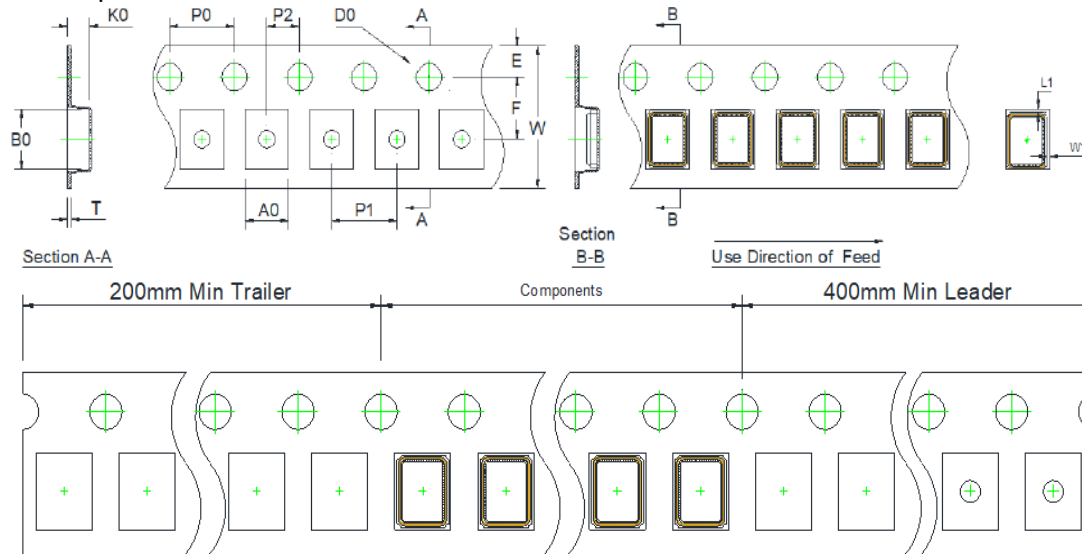 K0 P0 P2 D0 A B
E
F
W
L1
B0
W
T A0 P1 A B
Section A-A Section
B-B Use Direction of Feed
200mm Min Trailer Components 400mm Min Leader